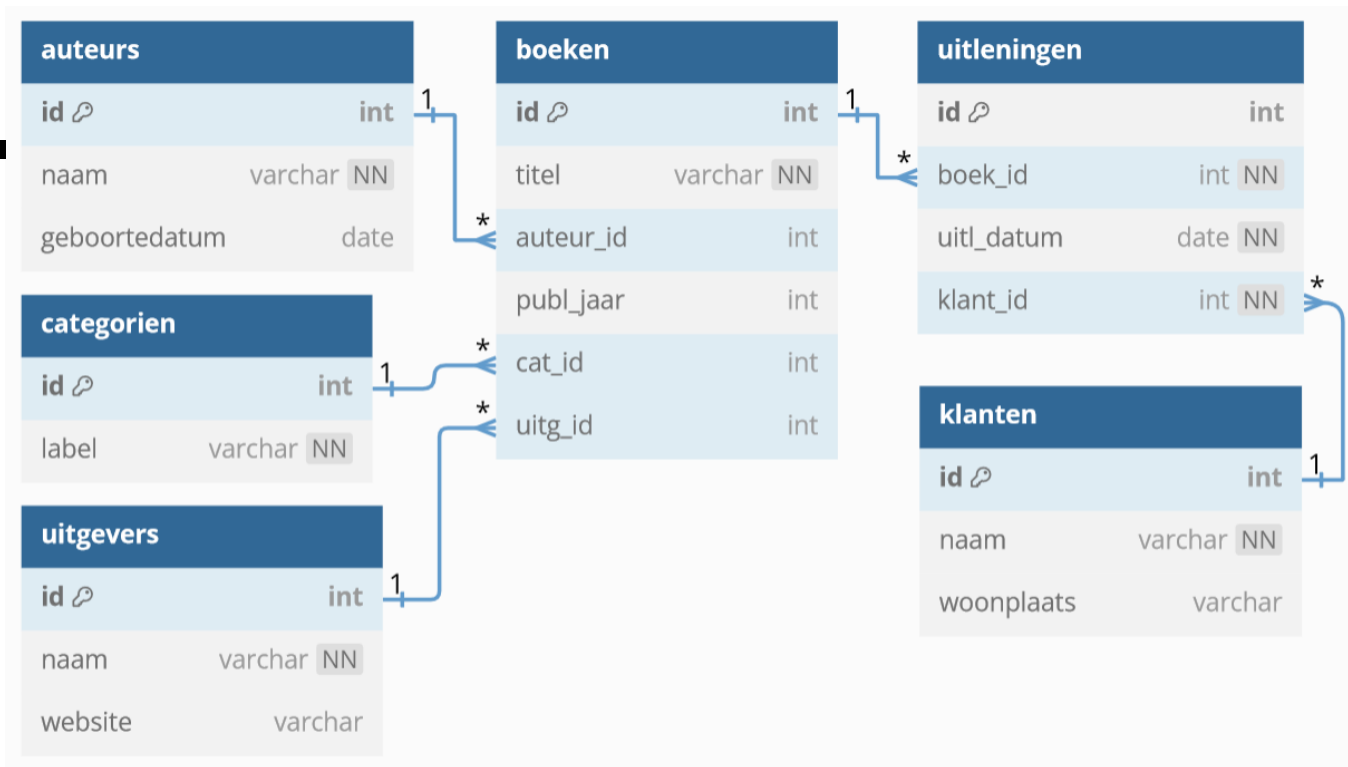 auteurs
id int
naam varchar NN
geboortedatum date
categorien
id int
label varchar NN
uitgevers
id int
naam varchar NN
website varchar
boeken
id int
titel varchar NN
auteur_id int
publ_jaar int
cat_id int
uitg_id int
uitleningen
id int
boek_id int NN
uitl_datum date NN
klant_id int NN
klanten
id int
naam varchar NN
woonplaats varchar
1
*
1
*
1
*
1
*
1
*